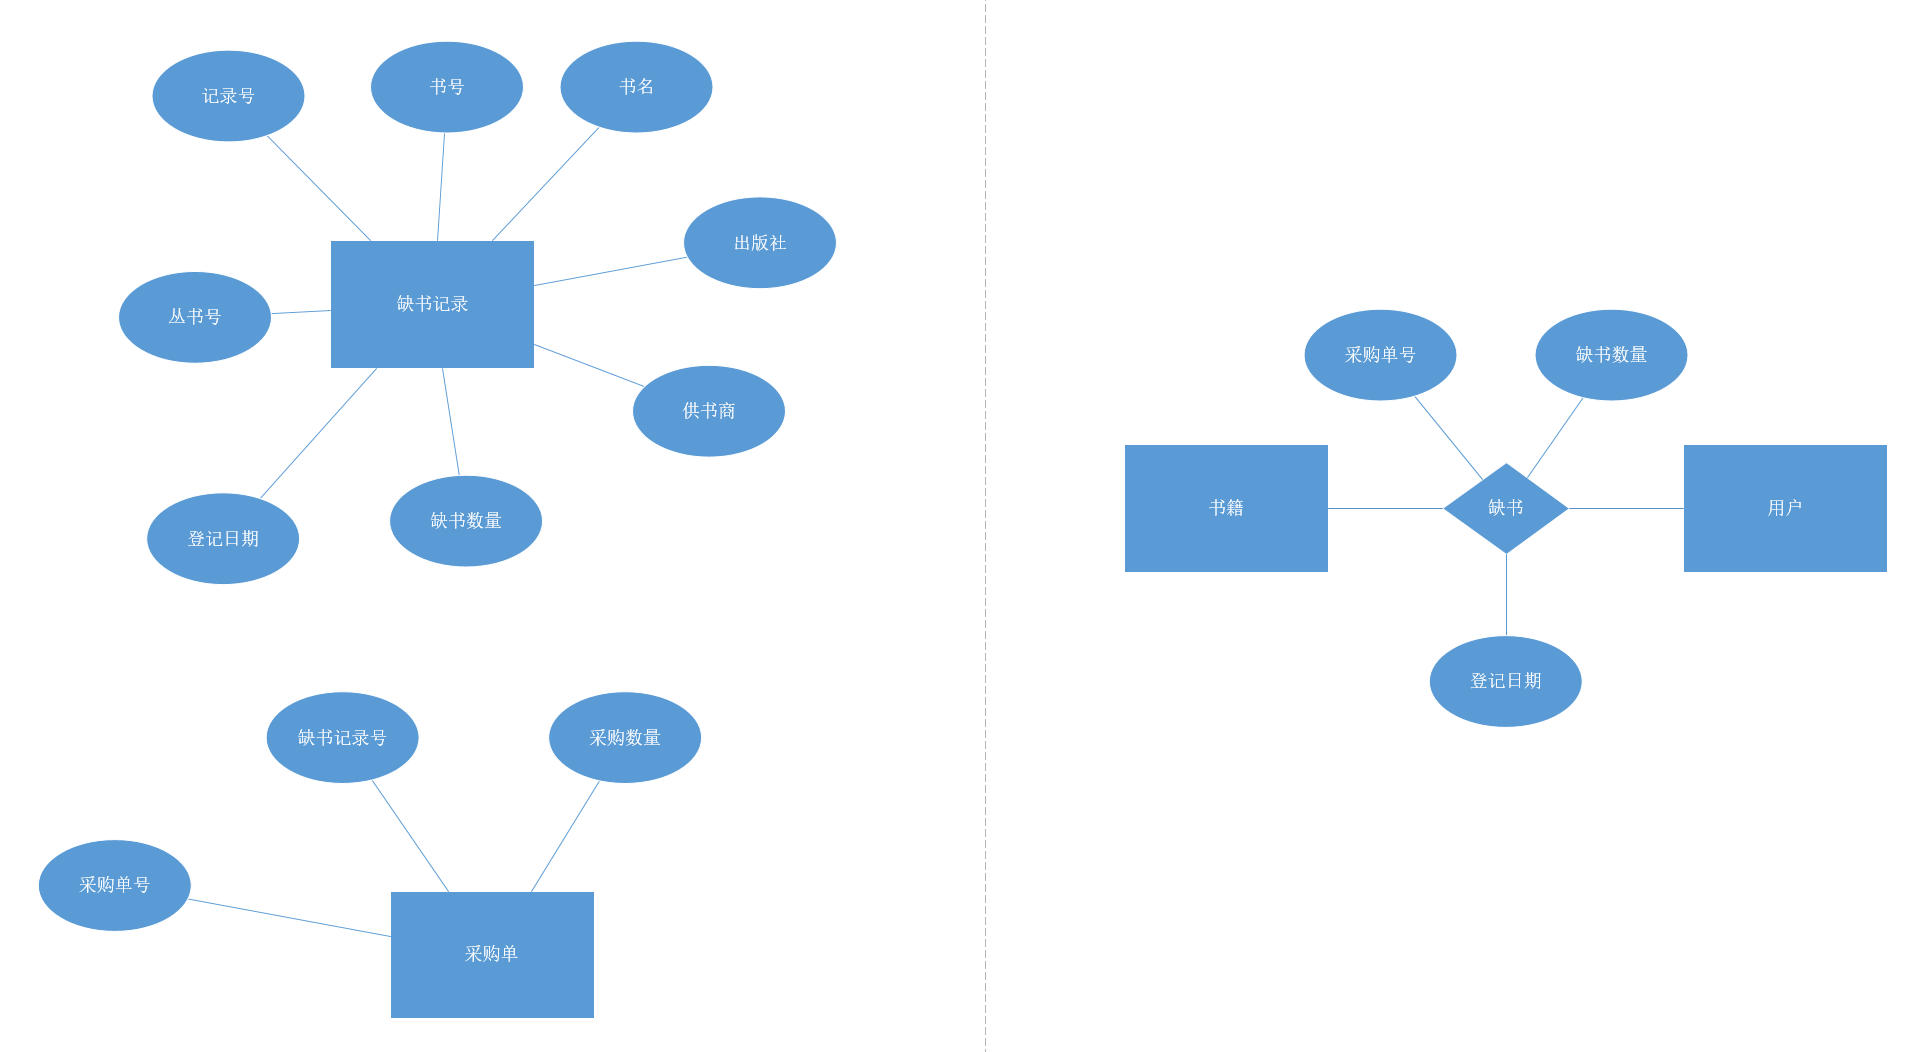 记录号
书号
书名
出版社
缺书记录
丛书号
供书商
缺书数量
登记日期
缺书记录号
采购数量
采购单号
采购单
采购单号
缺书数量
书籍
缺书
用户
登记日期